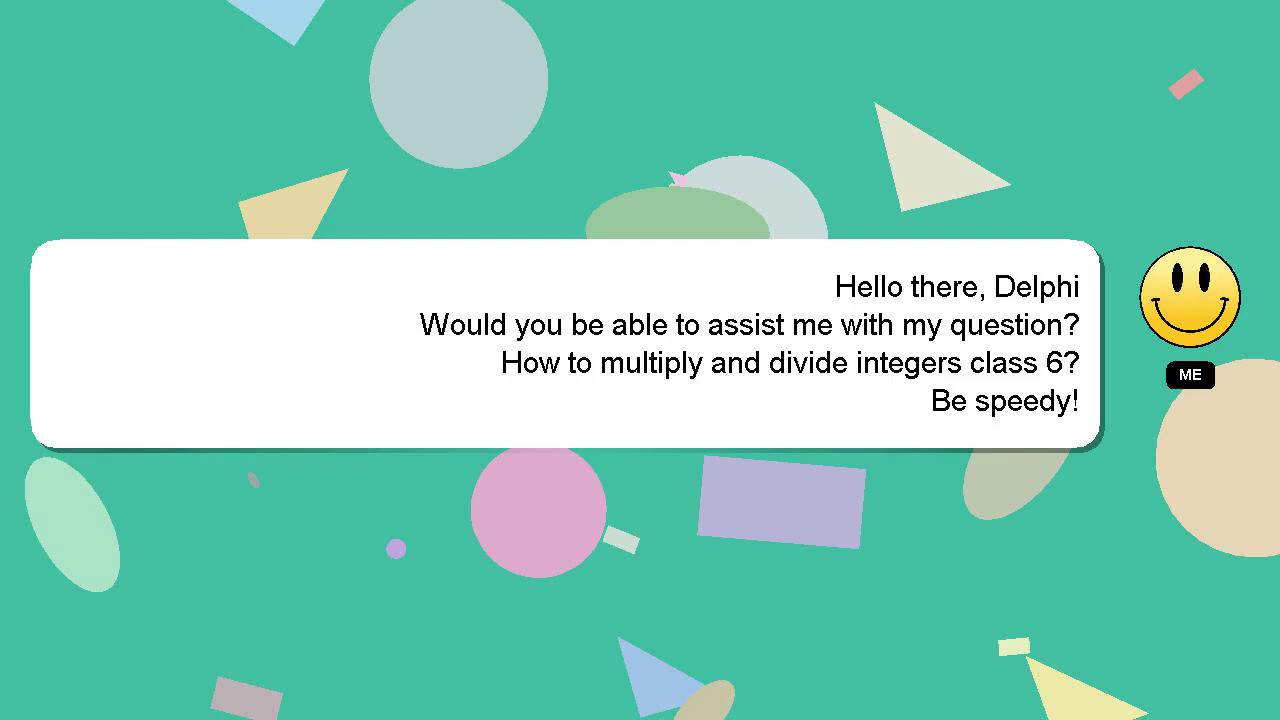 Hello there, Delphi
Would you be able to assist me with my question?
How to multiply and divide integers class 6?
Be speedy!
ME